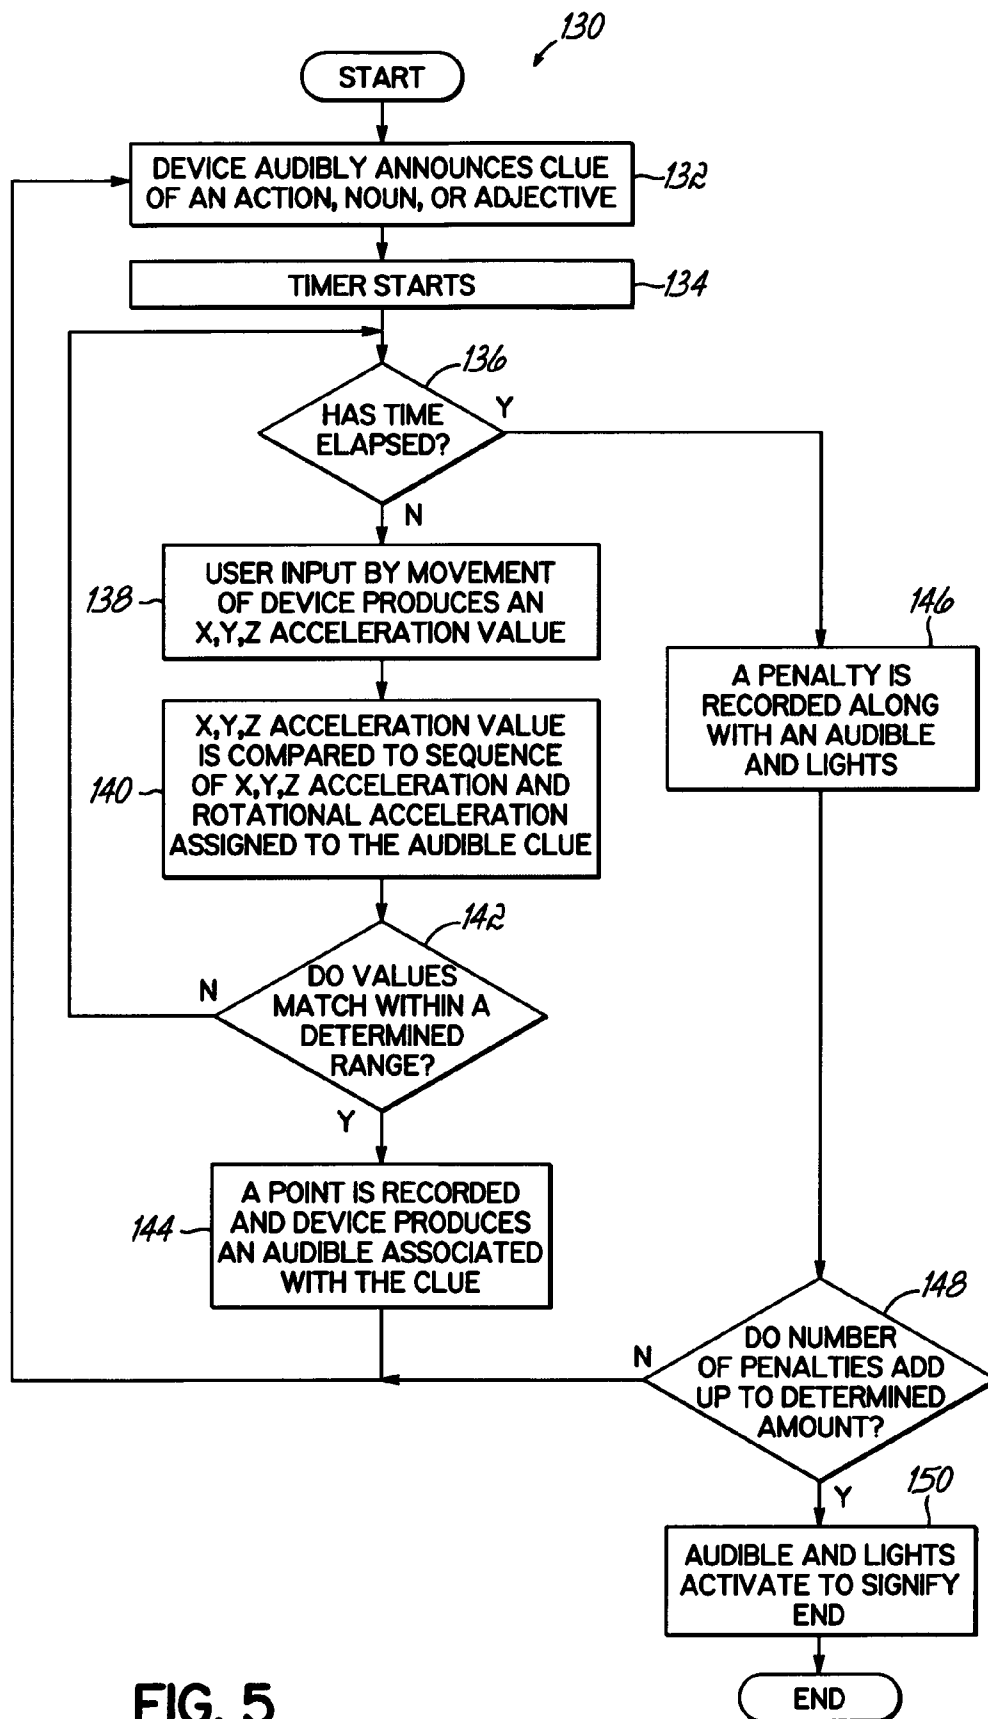 130
START
DEVICE AUDIBLY ANNOUNCES CLUE
OF AN ACTION, NOUN, OR ADJECTIVE
132
TIMER STARTS
134
136
HAS TIME
ELAPSED?
Y
N
USER INPUT BY MOVEMENT
OF DEVICE PRODUCES AN
X,Y,Z ACCELERATION VALUE
138
X,Y,Z ACCELERATION VALUE
IS COMPARED TO SEQUENCE
OF X,Y,Z ACCELERATION AND
ROTATIONAL ACCELERATION
ASSIGNED TO THE AUDIBLE CLUE
140
142
DO VALUES
MATCH WITHIN A
DETERMINED
RANGE?
N
Y
A POINT IS RECORDED
AND DEVICE PRODUCES
AN AUDIBLE ASSOCIATED
WITH THE CLUE
144
146
A PENALTY IS
RECORDED ALONG
WITH AN AUDIBLE
AND LIGHTS
148
DO NUMBER
OF PENALTIES ADD
UP TO DETERMINED
AMOUNT?
N
Y
150
AUDIBLE AND LIGHTS
ACTIVATE TO SIGNIFY
END
END
FIG. 5